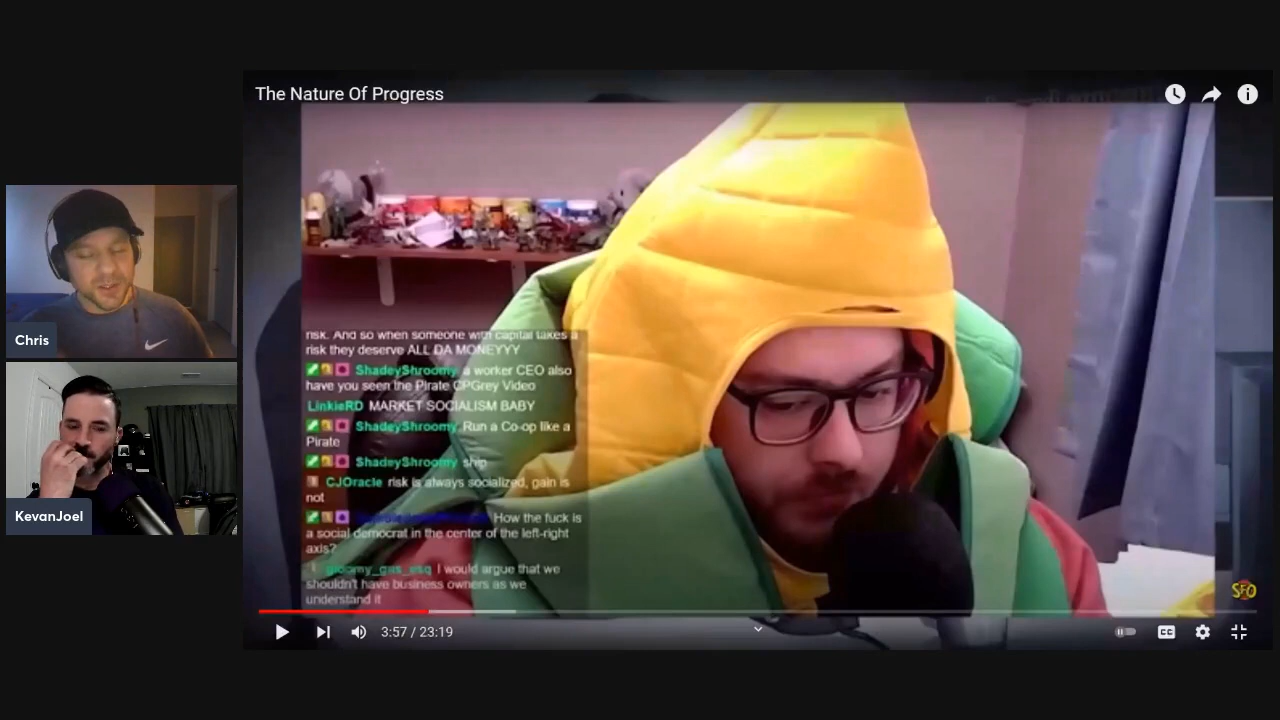 The Nature Of Progress
risk. And so when someone with capital takes a
risk they deserve ALL DA MONEYYY
ShadeyShroomy a worker CEO also
have you seen the Pirate CPGrey Video
LinkieRD MARKET SOCIALISM BABY
ShadeyShroomy Run a Co-op like a
Pirate
ShadeyShroomy ship
CJOracle risk is always socialized, gain is
not
How the fuck is
a social democrat in the center of the left-right
axis?
gloomy_gus_esq I would argue that we
shouldn't have business owners as we
understand it
Chris
KevanJoel
SFO
3:57 / 23:19
CC